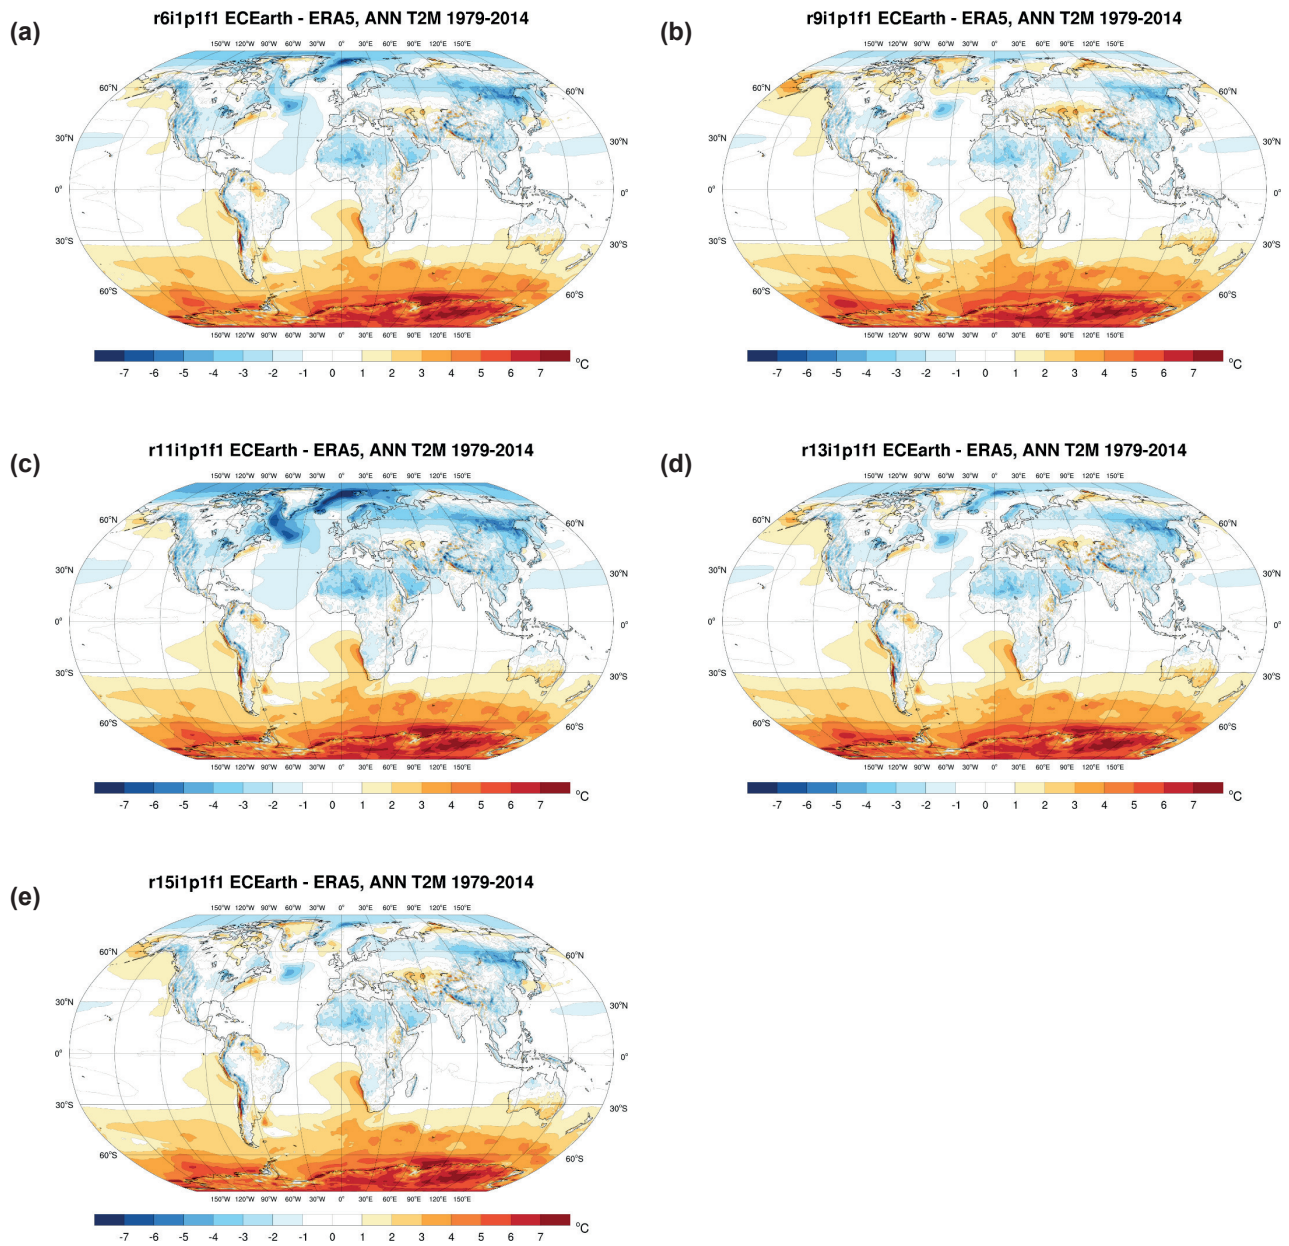 (a)
r6i1p1f1 ECEarth - ERA5, ANN T2M 1979-2014
150°W 120°W 90°W 60°W 30°W 0° 30°E 60°E 90°E 120°E 150°E
60°N
60°N
30°N
30°N
0°
0°
30°S
30°S
60°S
60°S
150°W 120°W 90°W 60°W 30°W 0° 30°E 60°E 90°E 120°E 150°E
-7 -6 -5 -4 -3 -2 -1 0 1 2 3 4 5 6 7 °C
(b)
r9i1p1f1 ECEarth - ERA5, ANN T2M 1979-2014
150°W 120°W 90°W 60°W 30°W 0° 30°E 60°E 90°E 120°E 150°E
60°N
60°N
30°N
30°N
0°
0°
30°S
30°S
60°S
60°S
150°W 120°W 90°W 60°W 30°W 0° 30°E 60°E 90°E 120°E 150°E
-7 -6 -5 -4 -3 -2 -1 0 1 2 3 4 5 6 7 °C
(c)
r11i1p1f1 ECEarth - ERA5, ANN T2M 1979-2014
150°W 120°W 90°W 60°W 30°W 0° 30°E 60°E 90°E 120°E 150°E
60°N
60°N
30°N
30°N
0°
0°
30°S
30°S
60°S
60°S
150°W 120°W 90°W 60°W 30°W 0° 30°E 60°E 90°E 120°E 150°E
-7 -6 -5 -4 -3 -2 -1 0 1 2 3 4 5 6 7 °C
(d)
r13i1p1f1 ECEarth - ERA5, ANN T2M 1979-2014
150°W 120°W 90°W 60°W 30°W 0° 30°E 60°E 90°E 120°E 150°E
60°N
60°N
30°N
30°N
0°
0°
30°S
30°S
60°S
60°S
150°W 120°W 90°W 60°W 30°W 0° 30°E 60°E 90°E 120°E 150°E
-7 -6 -5 -4 -3 -2 -1 0 1 2 3 4 5 6 7 °C
(e)
r15i1p1f1 ECEarth - ERA5, ANN T2M 1979-2014
150°W 120°W 90°W 60°W 30°W 0° 30°E 60°E 90°E 120°E 150°E
60°N
60°N
30°N
30°N
0°
0°
30°S
30°S
60°S
60°S
150°W 120°W 90°W 60°W 30°W 0° 30°E 60°E 90°E 120°E 150°E
-7 -6 -5 -4 -3 -2 -1 0 1 2 3 4 5 6 7 °C